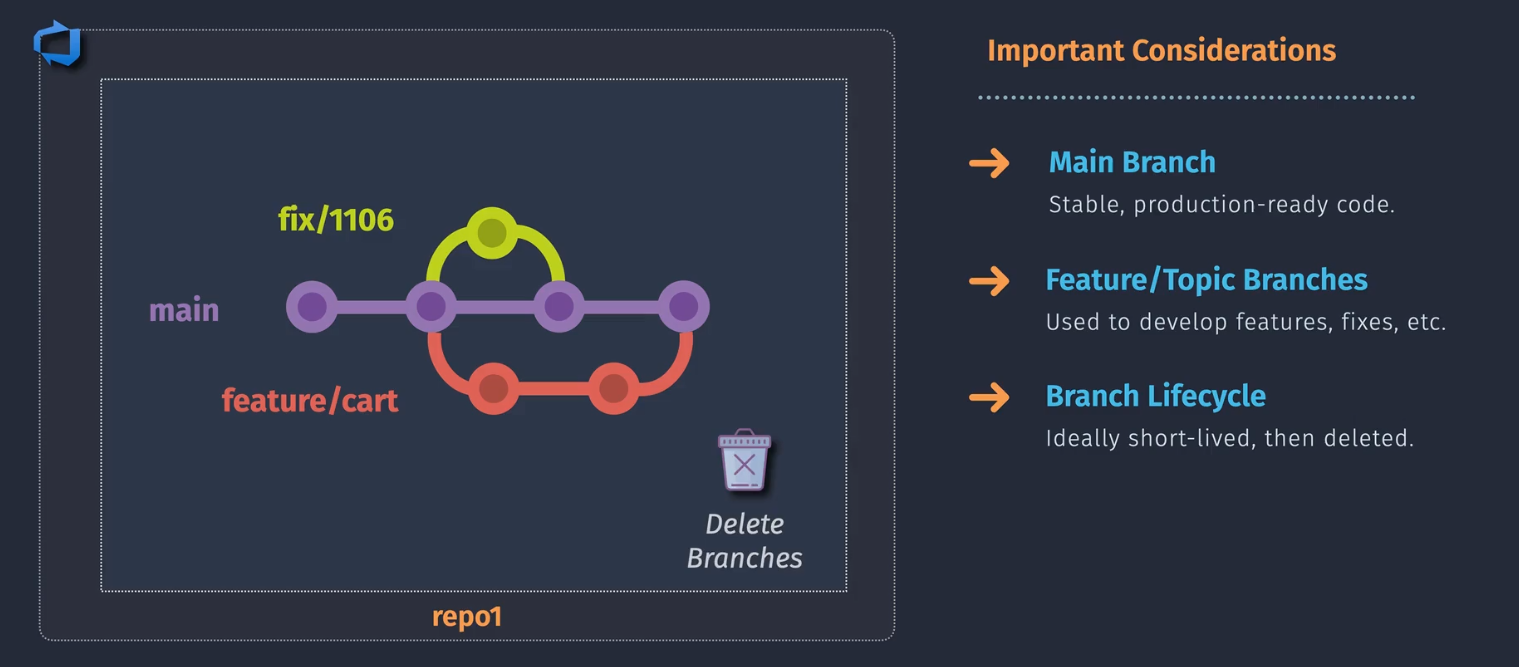 fix/1106
main
feature/cart
Delete
Branches
repo1
Important Considerations
Main Branch
Stable, production-ready code.
Feature/Topic Branches
Used to develop features, fixes, etc.
Branch Lifecycle
Ideally short-lived, then deleted.